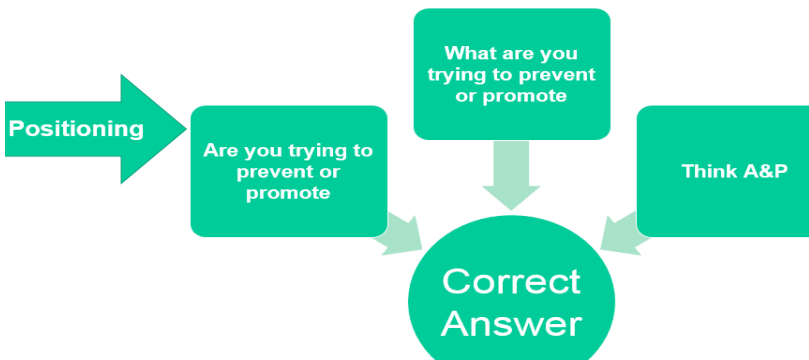 Positioning
Are you trying to
prevent or
promote
What are you
trying to prevent
or promote
Think A&P
Correct
Answer